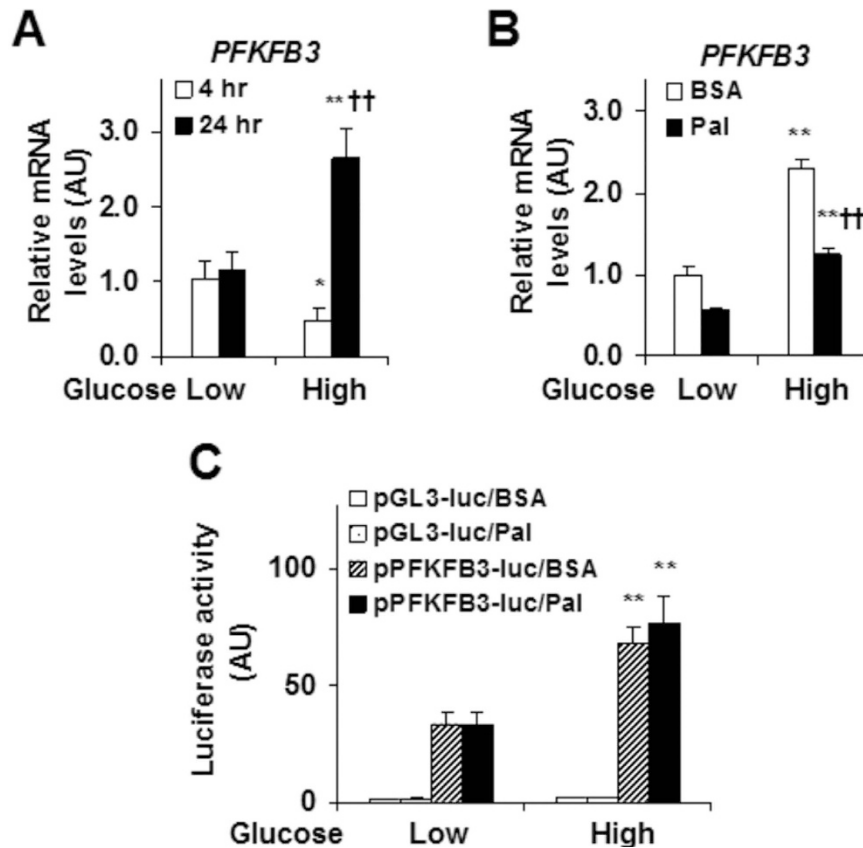 A
PFKFB3
4 hr
24 hr
** ††
*
Relative mRNA
levels (AU)
3.0
2.0
1.0
0.0
Glucose Low High
B
PFKFB3
BSA
Pal
**
**††
Relative mRNA
levels (AU)
3.0
2.0
1.0
0.0
Glucose Low High
C
pGL3-luc/BSA
pGL3-luc/Pal
pPFKFB3-luc/BSA
pPFKFB3-luc/Pal
**
**
Luciferase activity
(AU)
100
50
0
Glucose Low High